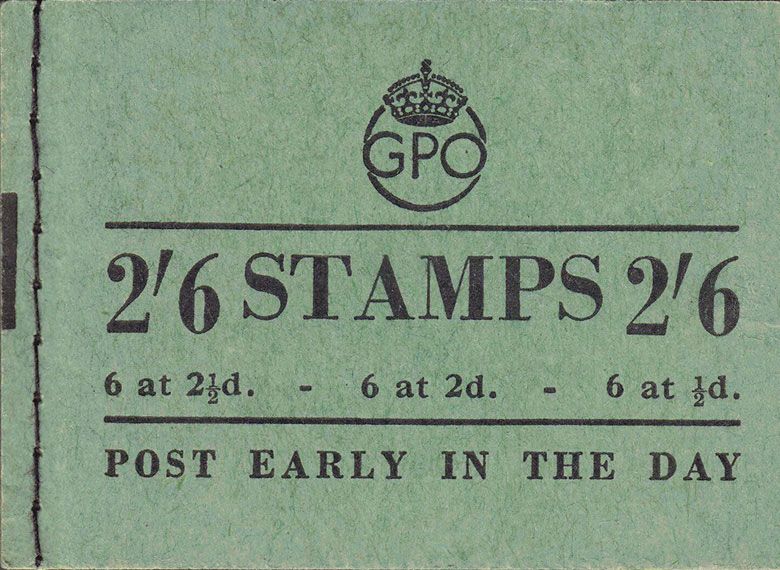 GPO
2'6 STAMPS 2'6
6 at 2½d. - 6 at 2d. - 6 at ½d.
POST EARLY IN THE DAY